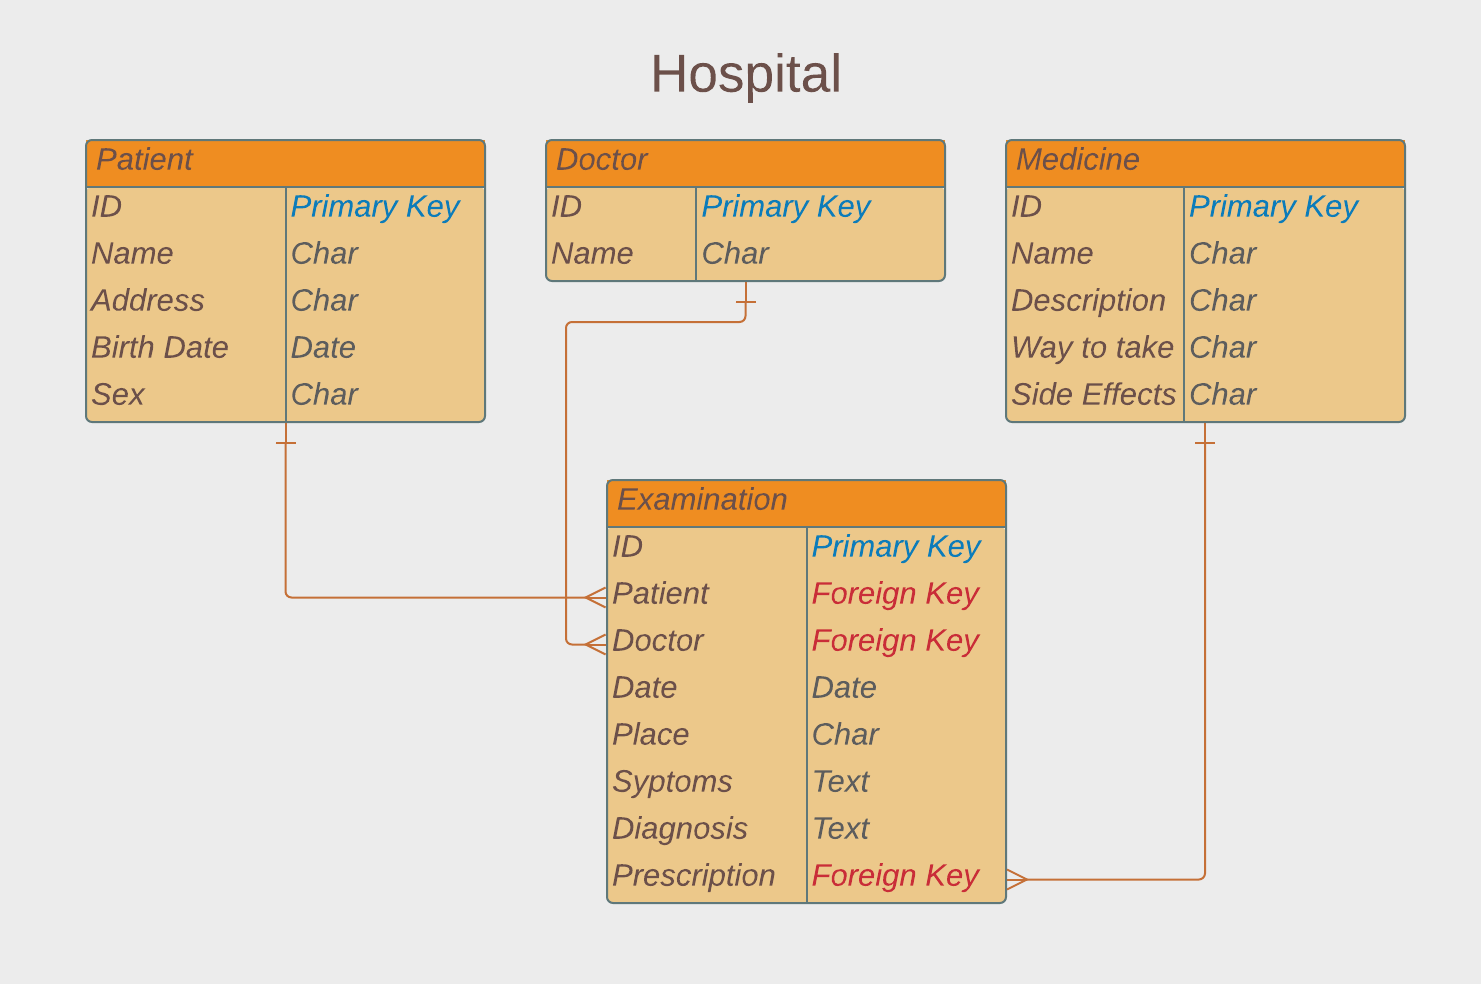 Hospital
Patient
ID Primary Key
Name Char
Address Char
Birth Date Date
Sex Char
Doctor
ID Primary Key
Name Char
Medicine
ID Primary Key
Name Char
Description Char
Way to take Char
Side Effects Char
Examination
ID Primary Key
Patient Foreign Key
Doctor Foreign Key
Date Date
Place Char
Syptoms Text
Diagnosis Text
Prescription Foreign Key